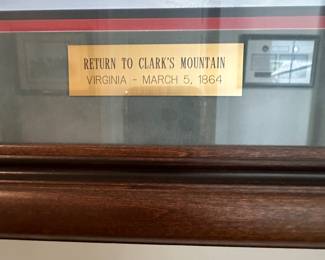 RETURN TO CLARK'S MOUNTAIN
VIRGINIA - MARCH 5, 1864